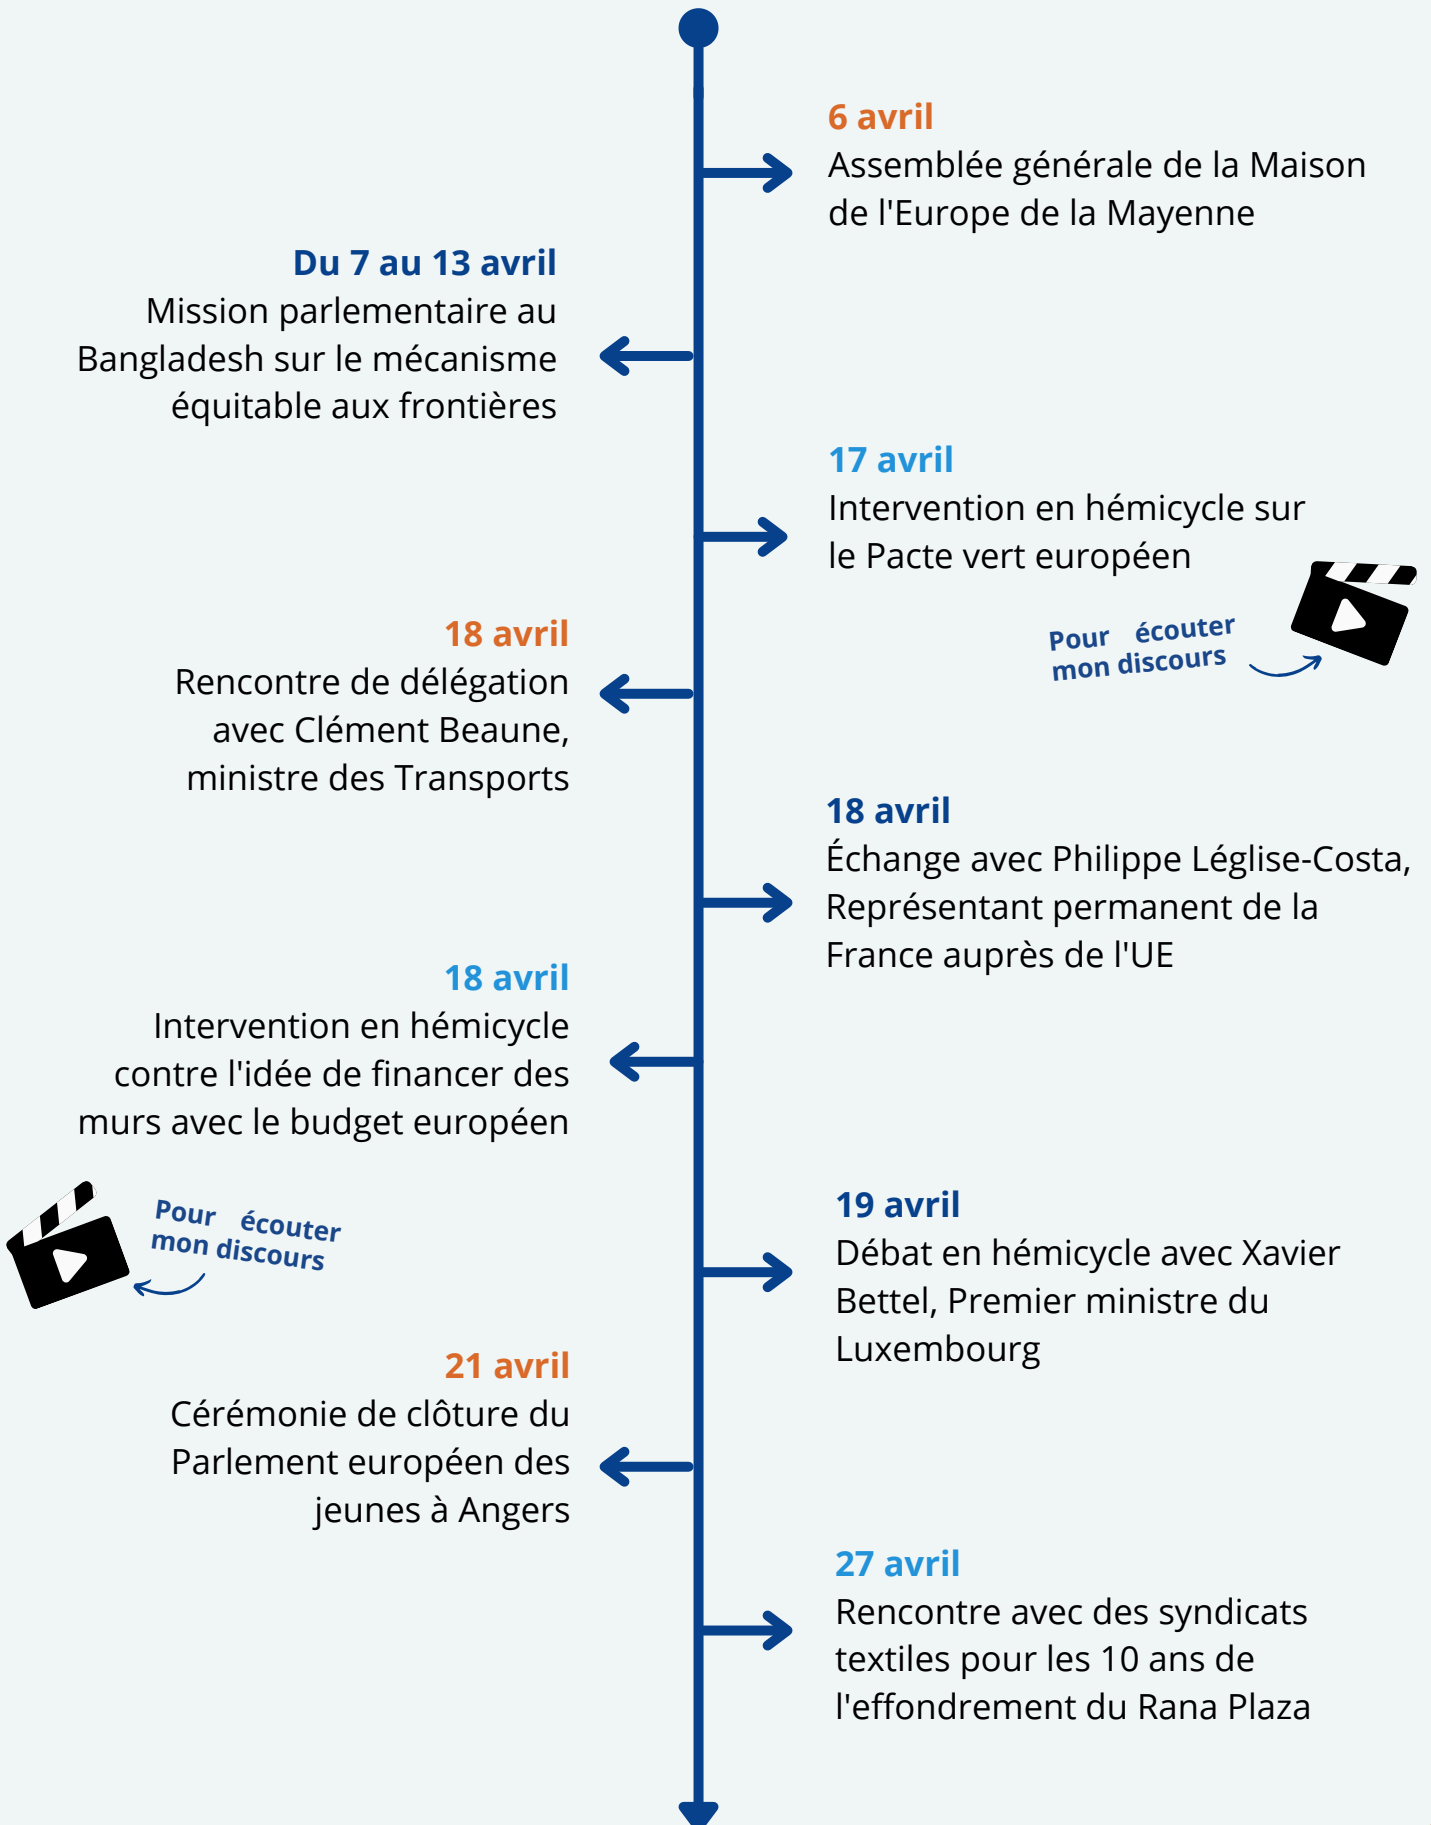 6 avril
Assemblée générale de la Maison
de l'Europe de la Mayenne
Du 7 au 13 avril
Mission parlementaire au
Bangladesh sur le mécanisme
équitable aux frontières
17 avril
Intervention en hémicycle sur
le Pacte vert européen
Pour écouter
mon discours
18 avril
Rencontre de délégation
avec Clément Beaune,
ministre des Transports
18 avril
Échange avec Philippe Léglise-Costa,
Représentant permanent de la
France auprès de l'UE
18 avril
Intervention en hémicycle
contre l'idée de financer des
murs avec le budget européen
Pour écouter
mon discours
19 avril
Débat en hémicycle avec Xavier
Bettel, Premier ministre du
Luxembourg
21 avril
Cérémonie de clôture du
Parlement européen des
jeunes à Angers
27 avril
Rencontre avec des syndicats
textiles pour les 10 ans de
l'effondrement du Rana Plaza